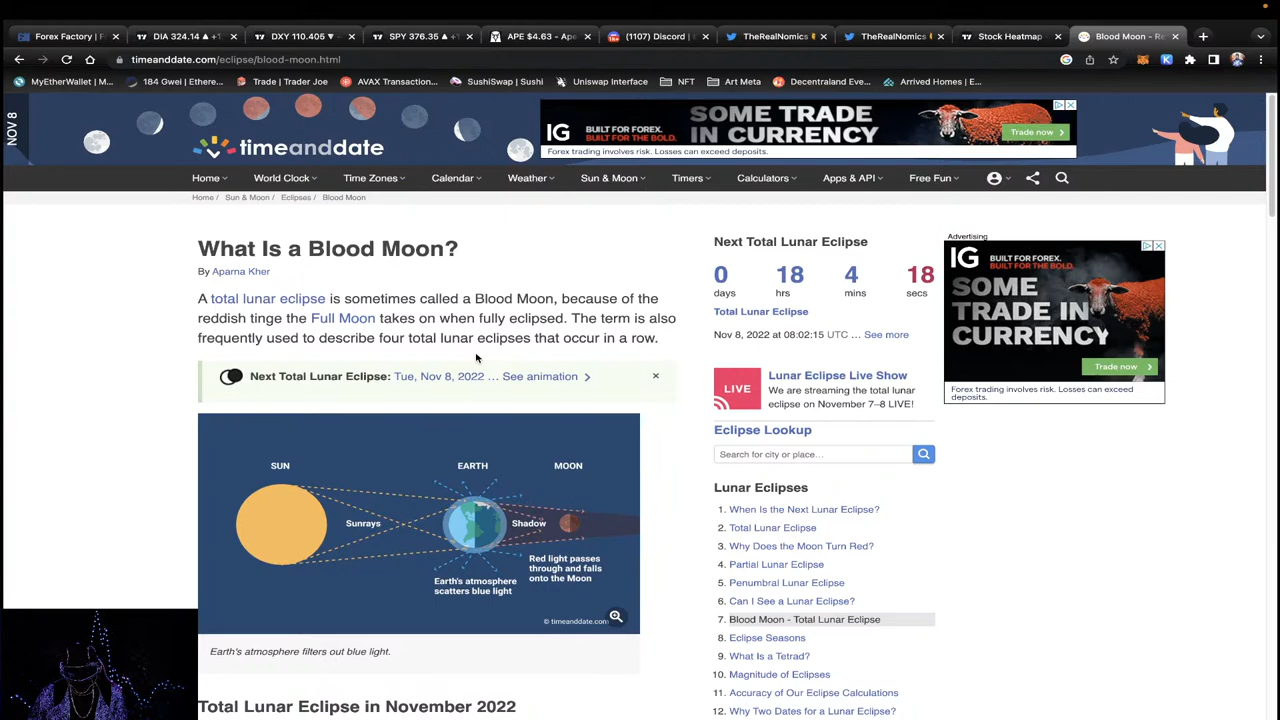 Forex Factory | F
DIA 324.14 ▲ +1.
DXY 110.405 ▼
SPY 376.35 ▲ +1
APE $4.63 - Ape
(1107) Discord |
TheRealNomics
TheRealNomics
Stock Heatmap
Blood Moon - R
timeanddate.com/eclipse/blood-moon.html
MyEtherWallet | M...
184 Gwei | Ethere...
Trade | Trader Joe
AVAX Transaction...
SushiSwap | Sushi
Uniswap Interface
NFT
Art Meta
Decentraland Eve...
Arrived Homes | E...
NOV 8
timeanddate
IG
BUILT FOR FOREX.
BUILT FOR THE BOLD.
SOME TRADE
IN CURRENCY
Trade now
Forex trading involves risk. Losses can exceed deposits.
Home World Clock Time Zones Calendar Weather Sun & Moon Timers Calculators Apps & API Free Fun
Home / Sun & Moon / Eclipses / Blood Moon
What Is a Blood Moon?
By Aparna Kher
A total lunar eclipse is sometimes called a Blood Moon, because of the
reddish tinge the Full Moon takes on when fully eclipsed. The term is also
frequently used to describe four total lunar eclipses that occur in a row.
Next Total Lunar Eclipse: Tue, Nov 8, 2022 … See animation
SUN
EARTH
MOON
Sunrays
Shadow
Red light passes
through and falls
onto the Moon
Earth's atmosphere
scatters blue light
© timeanddate.com
Earth's atmosphere filters out blue light.
Total Lunar Eclipse in November 2022
Next Total Lunar Eclipse
0 18 4 18
days hrs mins secs
Total Lunar Eclipse
Nov 8, 2022 at 08:02:15 UTC … See more
LIVE
Lunar Eclipse Live Show
We are streaming the total lunar
eclipse on November 7–8 LIVE!
Eclipse Lookup
Search for city or place…
Lunar Eclipses
1. When Is the Next Lunar Eclipse?
2. Total Lunar Eclipse
3. Why Does the Moon Turn Red?
4. Partial Lunar Eclipse
5. Penumbral Lunar Eclipse
6. Can I See a Lunar Eclipse?
7. Blood Moon - Total Lunar Eclipse
8. Eclipse Seasons
9. What Is a Tetrad?
10. Magnitude of Eclipses
11. Accuracy of Our Eclipse Calculations
12. Why Two Dates for a Lunar Eclipse?
Advertising
IG
BUILT FOR FOREX.
BUILT FOR THE BOLD.
SOME
TRADE IN
CURRENCY
Trade now
Forex trading involves risk. Losses can exceed
deposits.